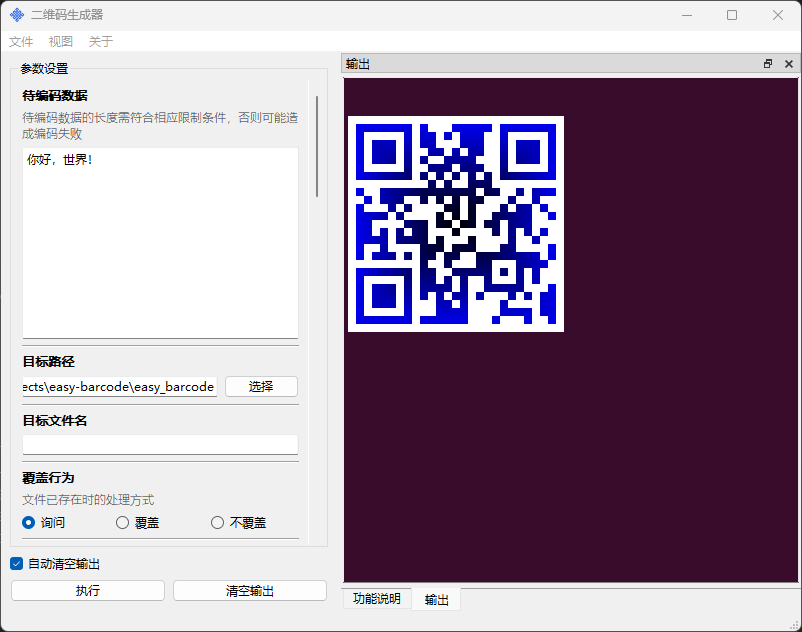 二维码生成器
文件 视图 关于
参数设置
待编码数据
待编码数据的长度需符合相应限制条件，否则可能造
成编码失败
你好，世界！
目标路径
ects\easy-barcode\easy_barcode 选择
目标文件名
覆盖行为
文件已存在时的处理方式
询问 覆盖 不覆盖
自动清空输出
执行 清空输出
输出
功能说明 输出